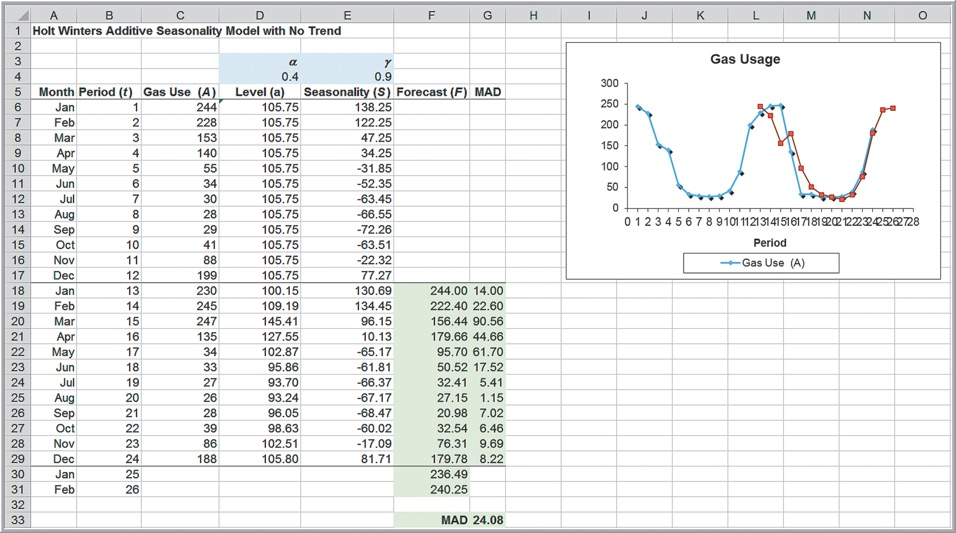 A B C D E F G H I J K L M N O
1 Holt Winters Additive Seasonality Model with No Trend
2
3 α γ
4 0.4 0.9
5 Month Period (t) Gas Use (A) Level (a) Seasonality (S) Forecast (F) MAD
6 Jan 1 244 105.75 138.25
7 Feb 2 228 105.75 122.25
8 Mar 3 153 105.75 47.25
9 Apr 4 140 105.75 34.25
10 May 5 55 105.75 -31.85
11 Jun 6 34 105.75 -52.35
12 Jul 7 30 105.75 -63.45
13 Aug 8 28 105.75 -66.55
14 Sep 9 29 105.75 -72.26
15 Oct 10 41 105.75 -63.51
16 Nov 11 88 105.75 -22.32
17 Dec 12 199 105.75 77.27
18 Jan 13 230 100.15 130.69 244.00 14.00
19 Feb 14 245 109.19 134.45 222.40 22.60
20 Mar 15 247 145.41 96.15 156.44 90.56
21 Apr 16 135 127.55 10.13 179.66 44.66
22 May 17 34 102.87 -65.17 95.70 61.70
23 Jun 18 33 95.86 -61.81 50.52 17.52
24 Jul 19 27 93.70 -66.37 32.41 5.41
25 Aug 20 26 93.24 -67.17 27.15 1.15
26 Sep 21 28 96.05 -68.47 20.98 7.02
27 Oct 22 39 98.63 -60.02 32.54 6.46
28 Nov 23 86 102.51 -17.09 76.31 9.69
29 Dec 24 188 105.80 81.71 179.78 8.22
30 Jan 25 236.49
31 Feb 26 240.25
32
33 MAD 24.08
Gas Usage
300
250
200
150
100
50
0
0 1 2 3 4 5 6 7 8 9 10 11 12 13 14 15 16 17 18 19 20 21 22 23 24 25 26 27 28
Period
Gas Use (A)